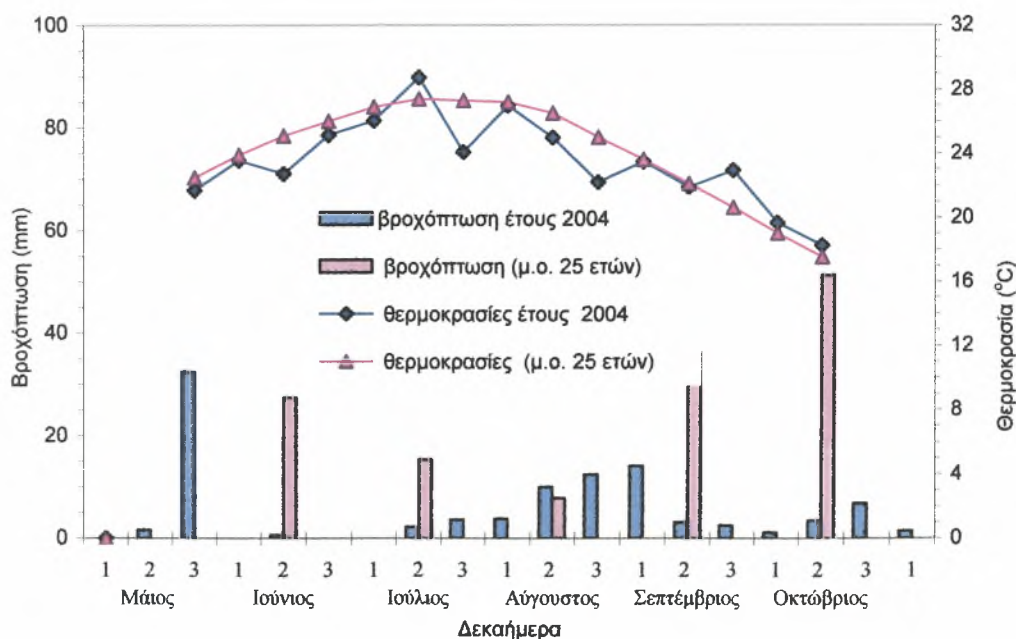 100
80
60
40
20
0
Βροχόπτωση (mm)
32
28
24
20
16
12
8
4
0
Θερμοκρασία (°C)
βροχόπτωση έτους 2004
βροχόπτωση (μ.ο. 25 ετών)
θερμοκρασίες έτους 2004
θερμοκρασίες (μ.ο. 25 ετών)
1 2 3 1 2 3 1 2 3 1 2 3 1 2 3 1 2 3 1
Μάιος Ιούνιος Ιούλιος Αύγουστος Σεπτέμβριος Οκτώβριος
Δεκαήμερα